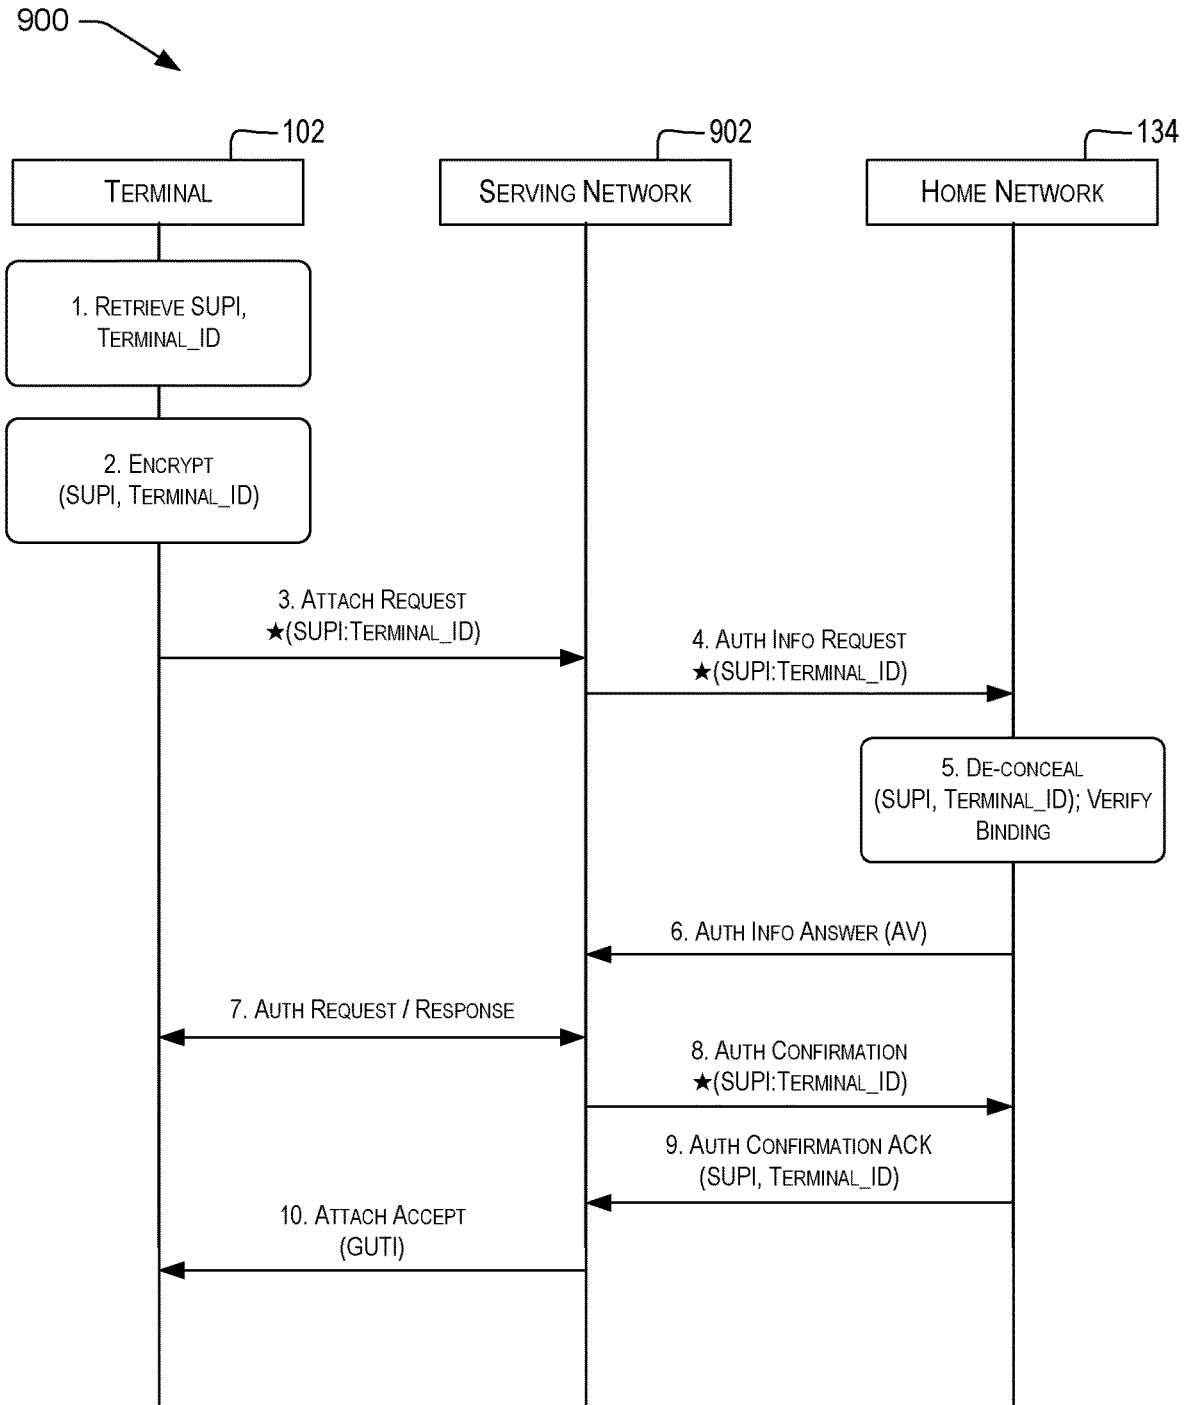 900
102
902
134
TERMINAL
SERVING NETWORK
HOME NETWORK
1. RETRIEVE SUPI,
TERMINAL_ID
2. ENCRYPT
(SUPI, TERMINAL_ID)
3. ATTACH REQUEST
★(SUPI:TERMINAL_ID)
4. AUTH INFO REQUEST
★(SUPI:TERMINAL_ID)
5. DE-CONCEAL
(SUPI, TERMINAL_ID); VERIFY
BINDING
6. AUTH INFO ANSWER (AV)
7. AUTH REQUEST / RESPONSE
8. AUTH CONFIRMATION
★(SUPI:TERMINAL_ID)
9. AUTH CONFIRMATION ACK
(SUPI, TERMINAL_ID)
10. ATTACH ACCEPT
(GUTI)